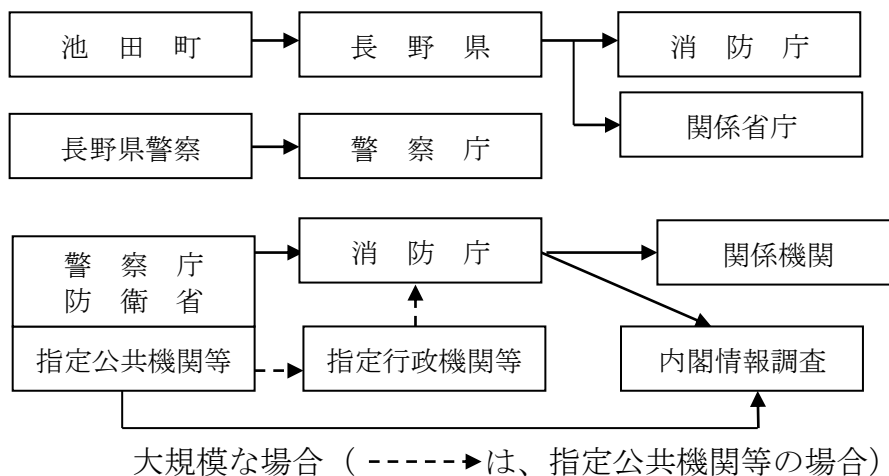 池　田　町
長　野　県
消　防　庁
関係省庁
長野県警察
警　察　庁
警　察　庁
防　衛　省
消　防　庁
関係機関
指定公共機関等
指定行政機関等
内閣情報調査
大規模な場合（ は、指定公共機関等の場合）